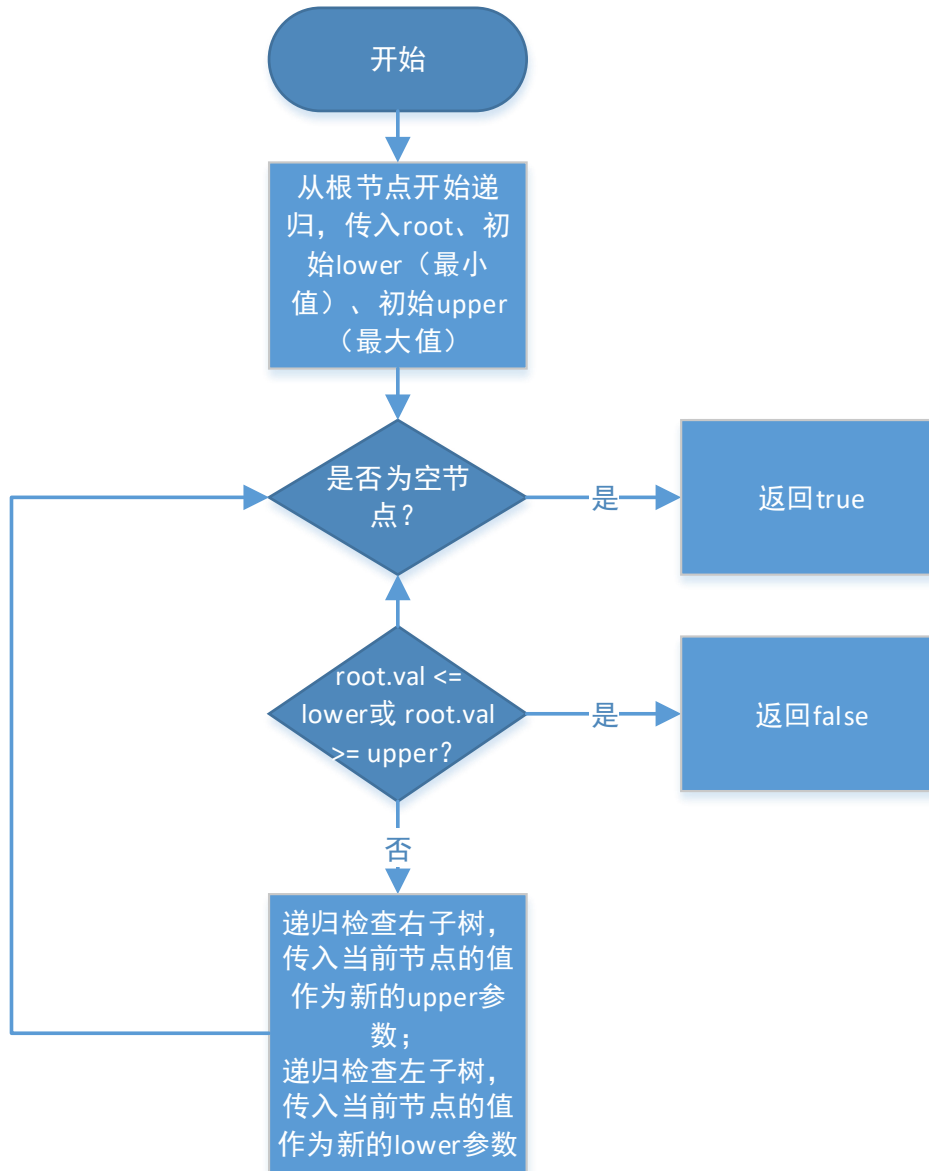 开始
从根节点开始递
归，传入root、初
始lower（最小
值）、初始upper
（最大值）
是否为空节
点？
是
返回true
root.val <=
lower或 root.val
>= upper？
是
返回false
否
递归检查右子树，
传入当前节点的值
作为新的upper参
数；
递归检查左子树，
传入当前节点的值
作为新的lower参数